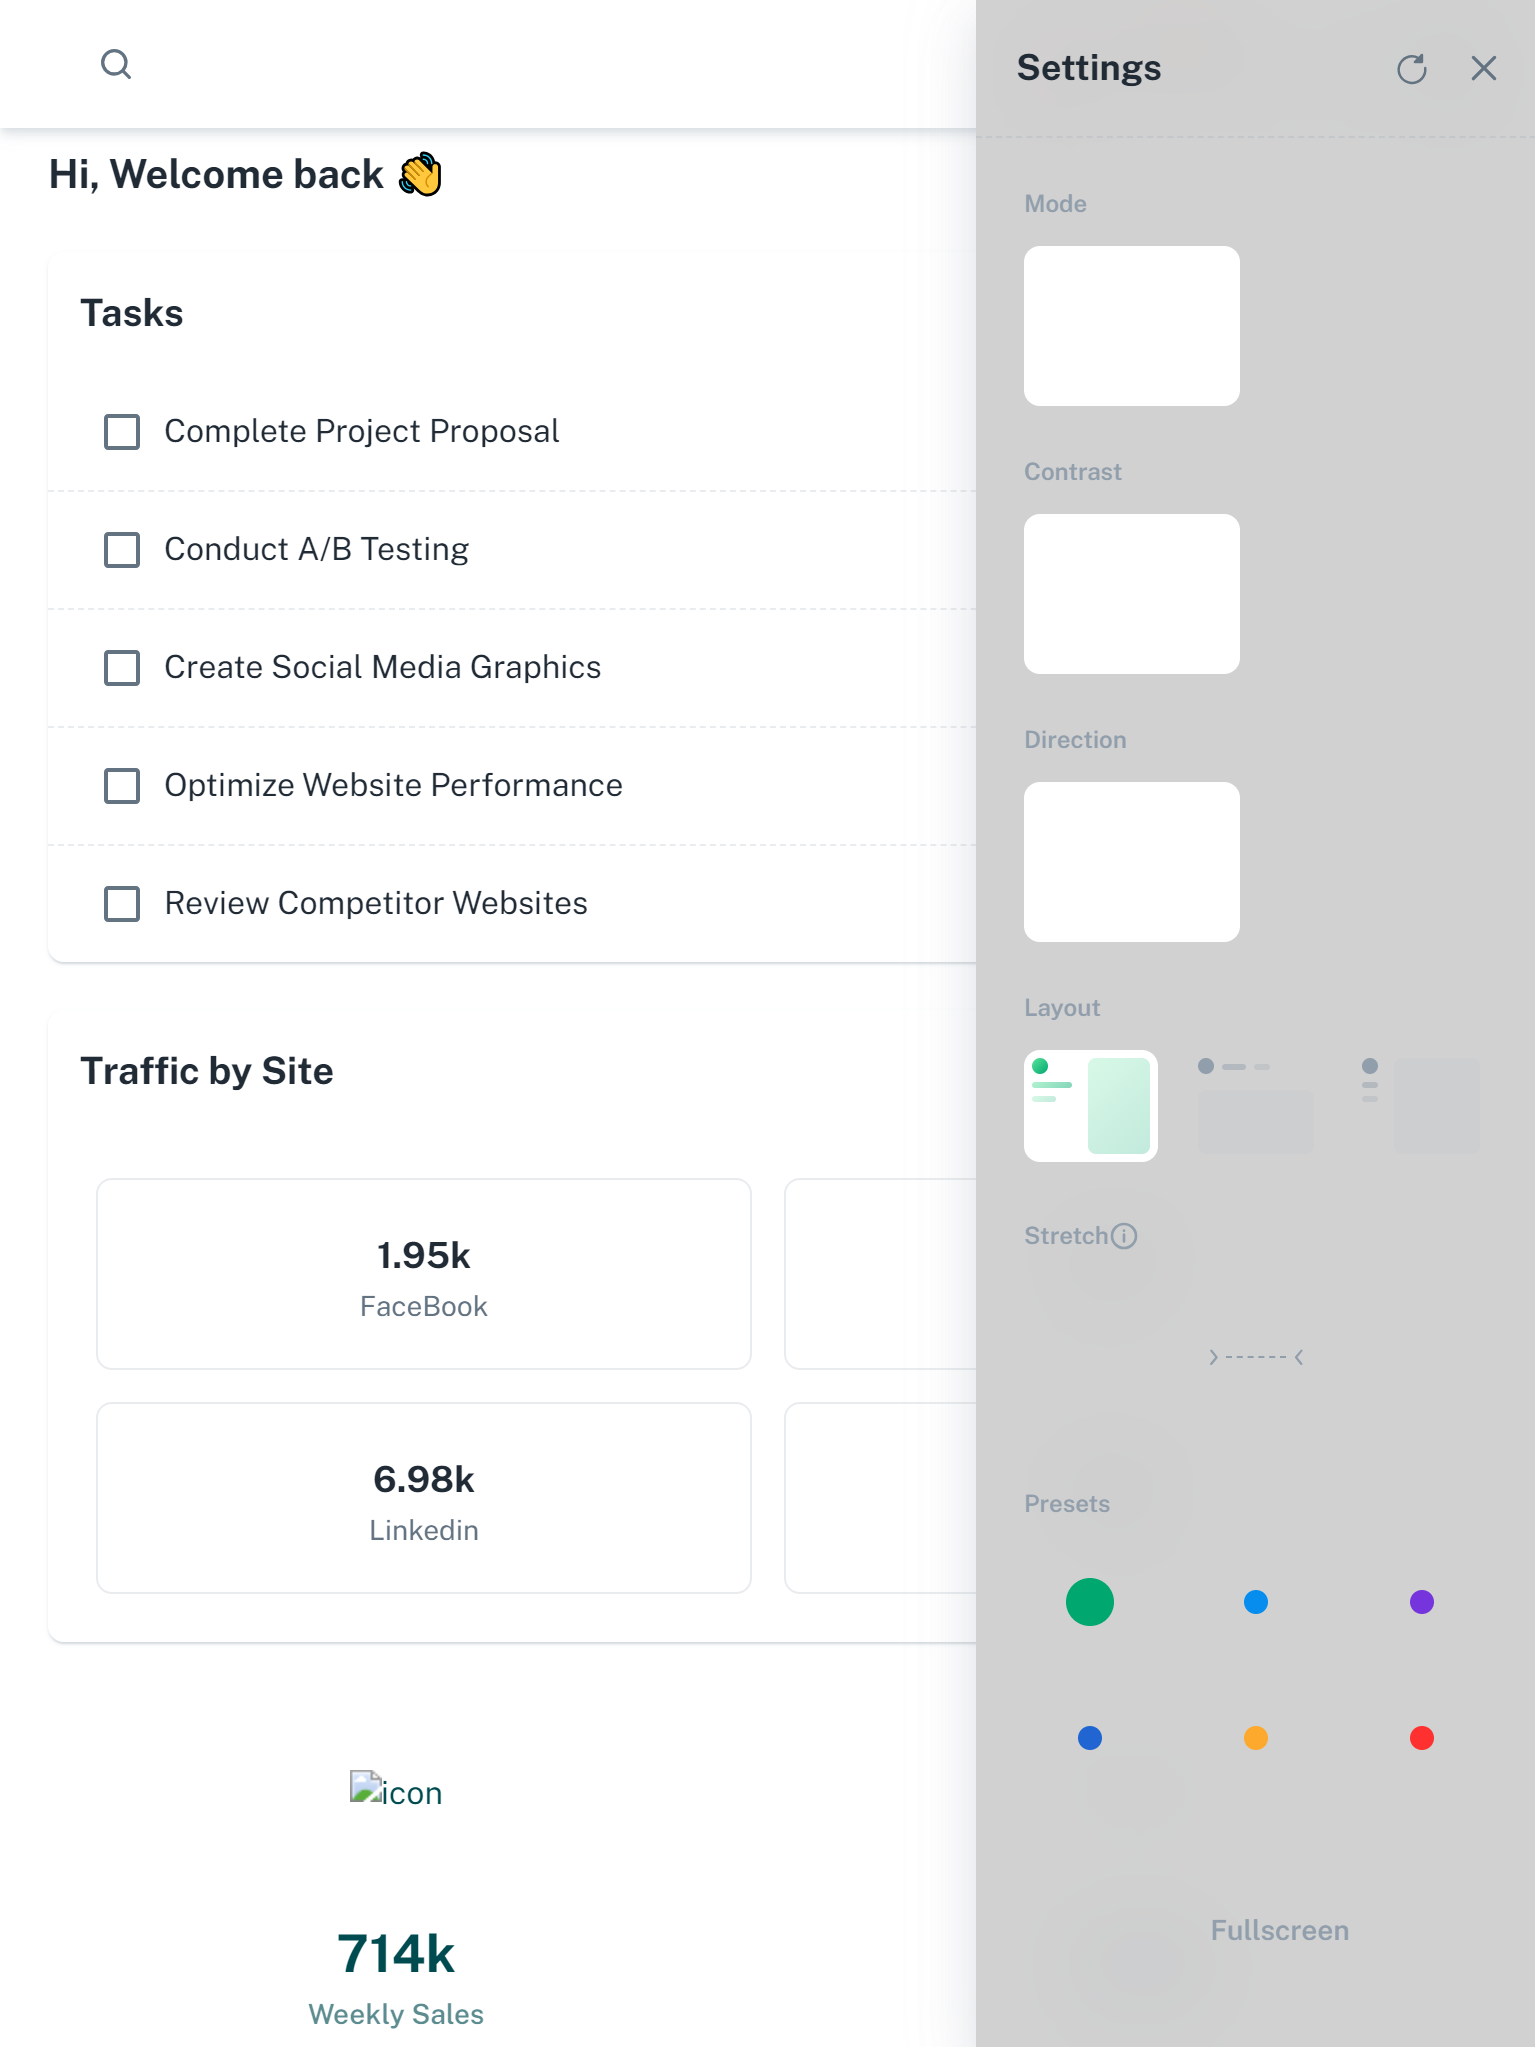 Hi, Welcome back 👋
Tasks
Complete Project Proposal
Conduct A/B Testing
Create Social Media Graphics
Optimize Website Performance
Review Competitor Websites
Traffic by Site
1.95k
FaceBook
6.98k
Linkedin
icon
714k
Weekly Sales
Settings
Mode
Contrast
Direction
Layout
Stretch
Presets
Fullscreen